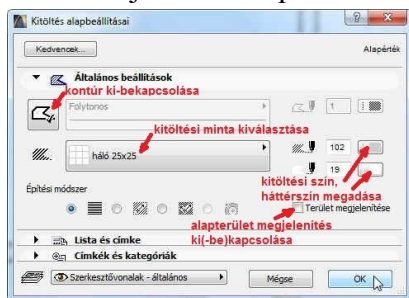 Kitöltés alapbeállításai
Kedvencek...
Alapérték
Általános beállítások
kontúr ki-bekapcsolása
Folytonos
1
kitöltési minta kiválasztása
háló 25x25
102
19
kitöltési szín,
háttérszín megadása
Építési módszer
Terület megjelenítése
alapterület megjelenítés
ki(-be)kapcsolása
Lista és címke
Címkék és kategóriák
Szerkesztővonalak - általános
Mégse
OK